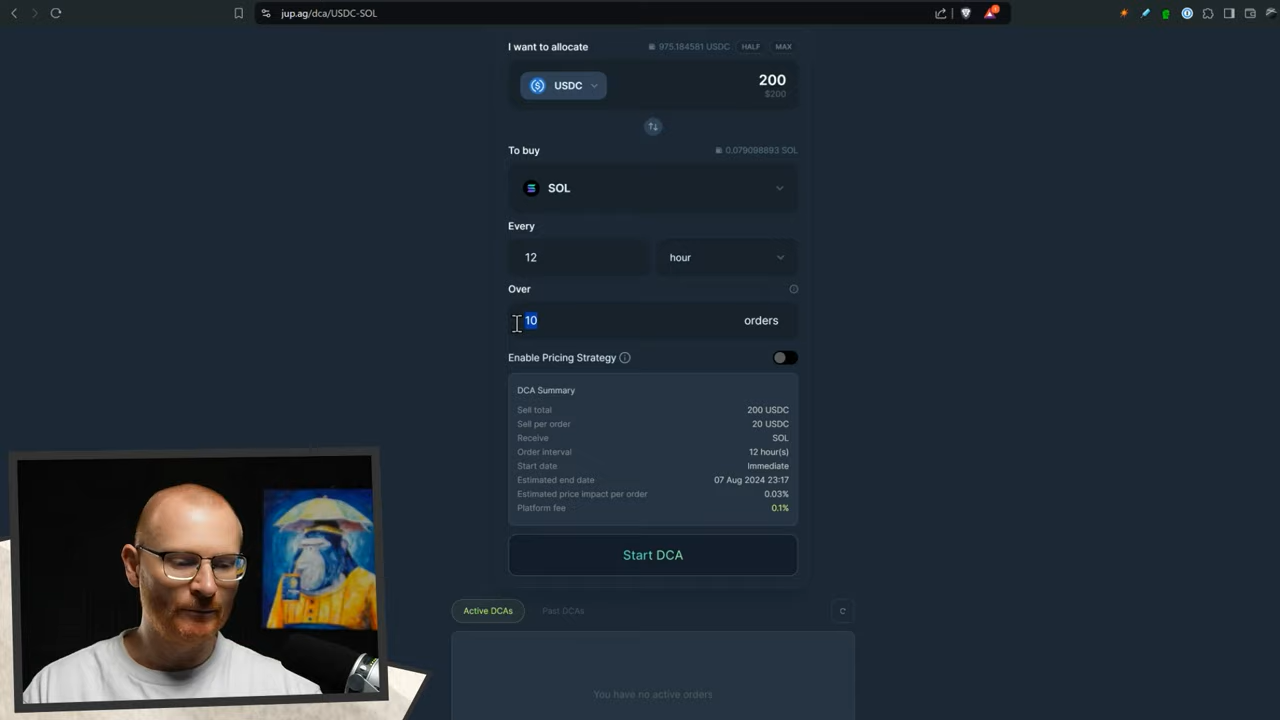 jup.ag/dca/USDC-SOL
I want to allocate 975.184581 USDC HALF MAX
USDC 200
$200
To buy 0.079098893 SOL
SOL
Every
12 hour
Over
10 orders
Enable Pricing Strategy
DCA Summary
Sell total 200 USDC
Sell per order 20 USDC
Receive SOL
Order interval 12 hour(s)
Start date Immediate
Estimated end date 07 Aug 2024 23:17
Estimated price impact per order 0.03%
Platform fee 0.1%
Start DCA
Active DCAs Past DCAs
You have no active orders